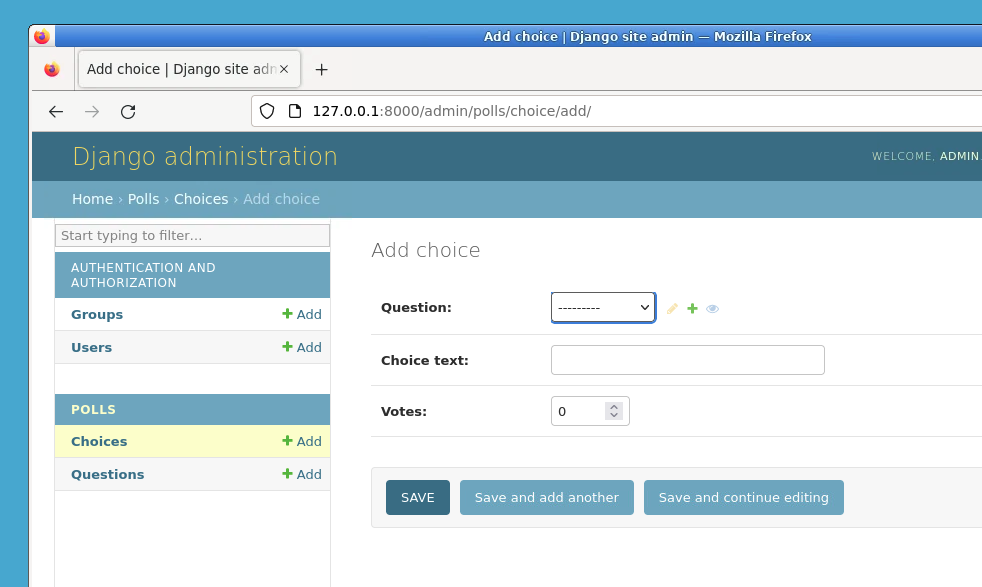 Add choice | Django site admin — Mozilla Firefox
Add choice | Django site adn
127.0.0.1:8000/admin/polls/choice/add/
Django administration
WELCOME, ADMIN.
Home › Polls › Choices › Add choice
Start typing to filter...
AUTHENTICATION AND
AUTHORIZATION
Groups + Add
Users + Add
POLLS
Choices + Add
Questions + Add
Add choice
Question: ---------
Choice text:
Votes: 0
SAVE Save and add another Save and continue editing